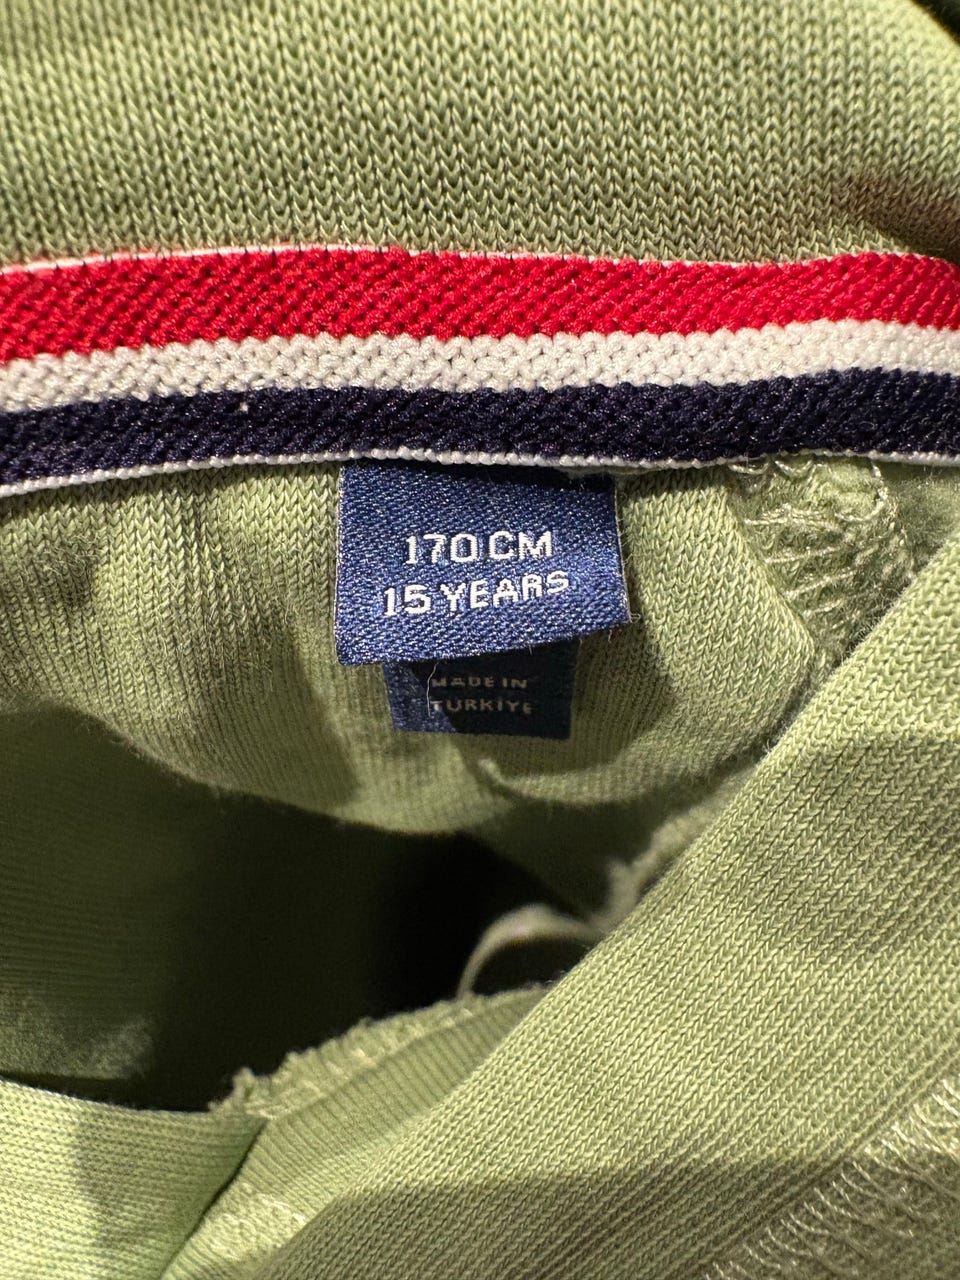 170 CM
15 YEARS
MADE IN
TÜRKİYE